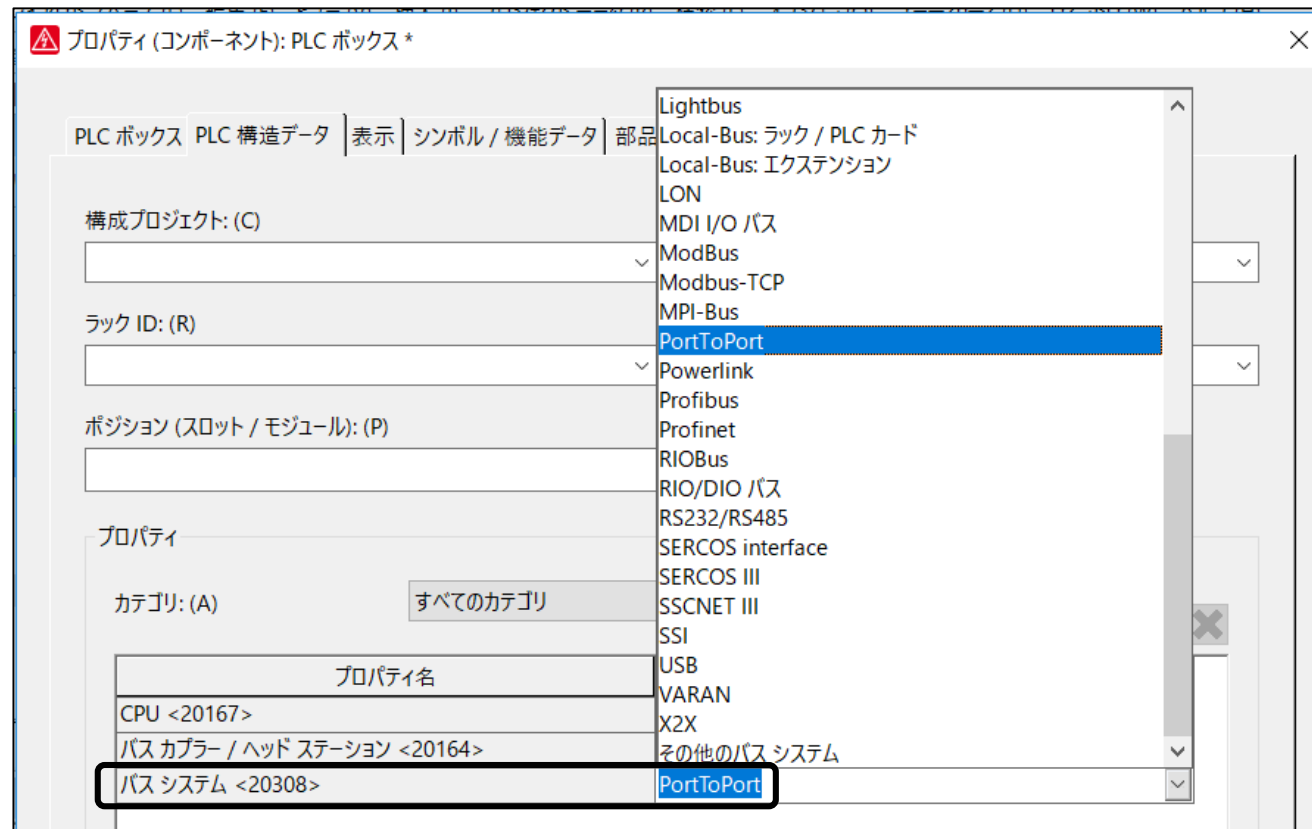 プロパティ (コンポーネント): PLC ボックス *
PLC ボックス
PLC 構造データ
表示
シンボル / 機能データ
部品
構成プロジェクト: (C)
ラック ID: (R)
ポジション (スロット / モジュール): (P)
プロパティ
カテゴリ: (A)
すべてのカテゴリ
プロパティ名
CPU <20167>
バス カプラー / ヘッド ステーション <20164>
バス システム <20308>
PortToPort
Lightbus
Local-Bus: ラック / PLC カード
Local-Bus: エクステンション
LON
MDI I/O バス
ModBus
Modbus-TCP
MPI-Bus
PortToPort
Powerlink
Profibus
Profinet
RIOBus
RIO/DIO バス
RS232/RS485
SERCOS interface
SERCOS III
SSCNET III
SSI
USB
VARAN
X2X
その他のバス システム